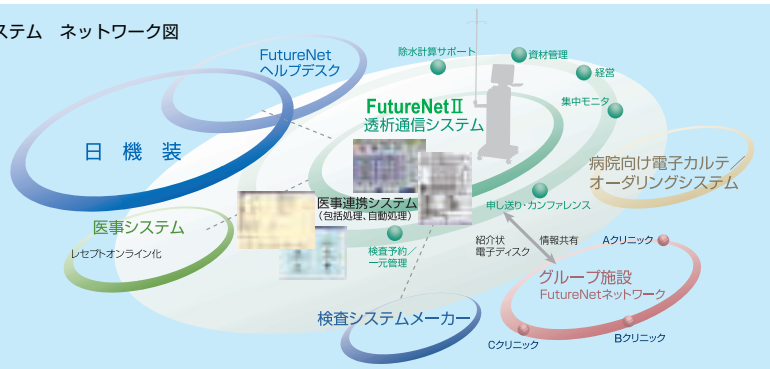 ステム ネットワーク図
FutureNet
ヘルプデスク
日機装
除水計算サポート
資材管理
経営
集中モニタ
FutureNetⅡ
透析通信システム
病院向け電子カルテ／
オーダリングシステム
医事連携システム
(包括処理、自動処理)
申し送り・カンファレンス
医事システム
レセプトオンライン化
検査予約／
一元管理
紹介状
電子ディスク
情報共有
Aクリニック
グループ施設
FutureNetネットワーク
検査システムメーカー
Cクリニック
Bクリニック